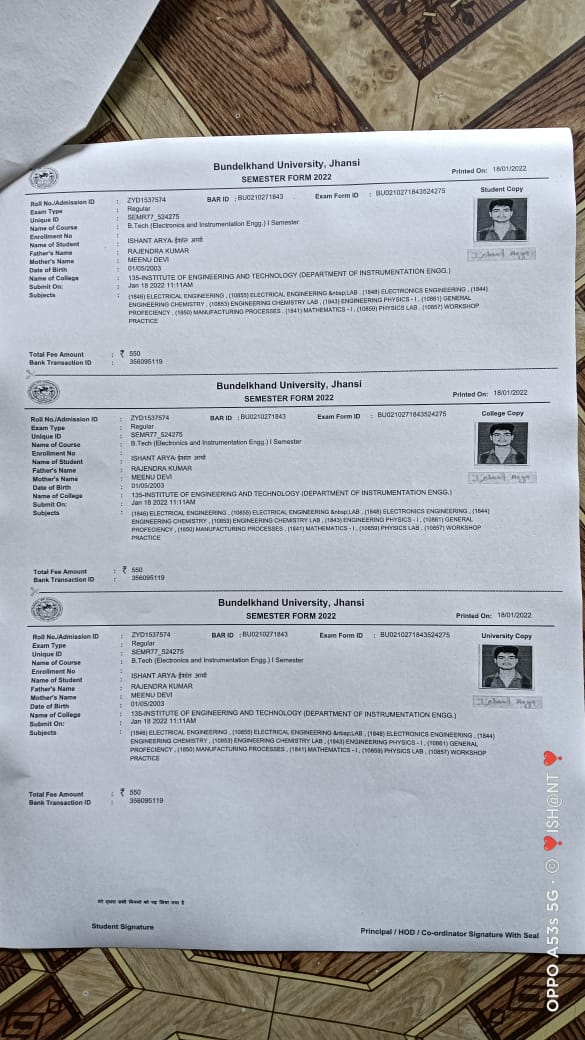 Bundelkhand University, Jhansi
SEMESTER FORM 2022
Printed On: 18/01/2022
Roll No./Admission ID : ZYD1537574 BAR ID : BU0210271843 Exam Form ID : BU0210271843524275 Student Copy
Exam Type : Regular
Unique ID : SEMR77_524275
Name of Course : B.Tech (Electronics and Instrumentation Engg.) I Semester
Enrollment No :
Name of Student : ISHANT ARYA- ईशांत आर्या
Father's Name : RAJENDRA KUMAR
Mother's Name : MEENU DEVI
Date of Birth : 01/05/2003
Name of College : 135-INSTITUTE OF ENGINEERING AND TECHNOLOGY (DEPARTMENT OF INSTRUMENTATION ENGG.)
Submit On: : Jan 18 2022 11:11AM
Subjects : (1846) ELECTRICAL ENGINEERING , (10855) ELECTRICAL ENGINEERING &nbsp;LAB , (1848) ELECTRONICS ENGINEERING , (1844)
ENGINEERING CHEMISTRY , (10853) ENGINEERING CHEMISTRY LAB , (1843) ENGINEERING PHYSICS - I , (10861) GENERAL
PROFECIENCY , (1850) MANUFACTURING PROCESSES , (1841) MATHEMATICS - I , (10859) PHYSICS LAB , (10857) WORKSHOP
PRACTICE
Total Fee Amount : ₹ 550
Bank Transaction ID : 356095119
Bundelkhand University, Jhansi
SEMESTER FORM 2022
Printed On: 18/01/2022
Roll No./Admission ID : ZYD1537574 BAR ID : BU0210271843 Exam Form ID : BU0210271843524275 College Copy
Exam Type : Regular
Unique ID : SEMR77_524275
Name of Course : B.Tech (Electronics and Instrumentation Engg.) I Semester
Enrollment No :
Name of Student : ISHANT ARYA- ईशांत आर्या
Father's Name : RAJENDRA KUMAR
Mother's Name : MEENU DEVI
Date of Birth : 01/05/2003
Name of College : 135-INSTITUTE OF ENGINEERING AND TECHNOLOGY (DEPARTMENT OF INSTRUMENTATION ENGG.)
Submit On: : Jan 18 2022 11:11AM
Subjects : (1846) ELECTRICAL ENGINEERING , (10855) ELECTRICAL ENGINEERING &nbsp;LAB , (1848) ELECTRONICS ENGINEERING , (1844)
ENGINEERING CHEMISTRY , (10853) ENGINEERING CHEMISTRY LAB , (1843) ENGINEERING PHYSICS - I , (10861) GENERAL
PROFECIENCY , (1850) MANUFACTURING PROCESSES , (1841) MATHEMATICS - I , (10859) PHYSICS LAB , (10857) WORKSHOP
PRACTICE
Total Fee Amount : ₹ 550
Bank Transaction ID : 356095119
Bundelkhand University, Jhansi
SEMESTER FORM 2022
Printed On: 18/01/2022
Roll No./Admission ID : ZYD1537574 BAR ID : BU0210271843 Exam Form ID : BU0210271843524275 University Copy
Exam Type : Regular
Unique ID : SEMR77_524275
Name of Course : B.Tech (Electronics and Instrumentation Engg.) I Semester
Enrollment No :
Name of Student : ISHANT ARYA- ईशांत आर्या
Father's Name : RAJENDRA KUMAR
Mother's Name : MEENU DEVI
Date of Birth : 01/05/2003
Name of College : 135-INSTITUTE OF ENGINEERING AND TECHNOLOGY (DEPARTMENT OF INSTRUMENTATION ENGG.)
Submit On: : Jan 18 2022 11:11AM
Subjects : (1846) ELECTRICAL ENGINEERING , (10855) ELECTRICAL ENGINEERING &nbsp;LAB , (1848) ELECTRONICS ENGINEERING , (1844)
ENGINEERING CHEMISTRY , (10853) ENGINEERING CHEMISTRY LAB , (1843) ENGINEERING PHYSICS - I , (10861) GENERAL
PROFECIENCY , (1850) MANUFACTURING PROCESSES , (1841) MATHEMATICS - I , (10859) PHYSICS LAB , (10857) WORKSHOP
PRACTICE
Total Fee Amount : ₹ 550
Bank Transaction ID : 356095119
Student Signature
Principal / HOD / Co-ordinator Signature With Seal
OPPO A53s 5G · © ❣ISH@NT❣